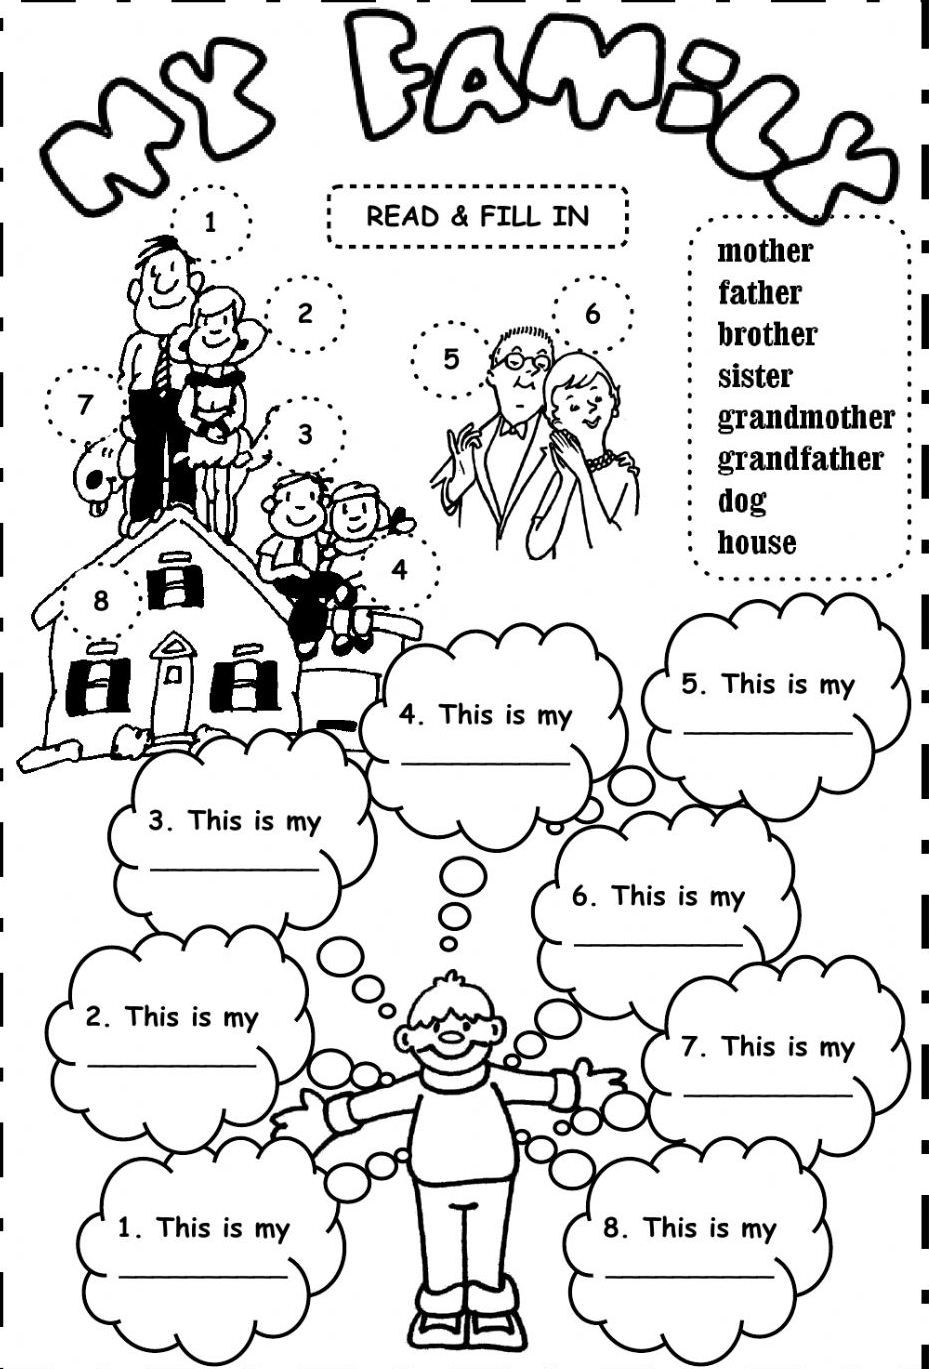 MY FAMiLY
READ & FILL IN
1
2
3
4
5
6
7
8
mother
father
brother
sister
grandmother
grandfather
dog
house
1. This is my
2. This is my
3. This is my
4. This is my
5. This is my
6. This is my
7. This is my
8. This is my